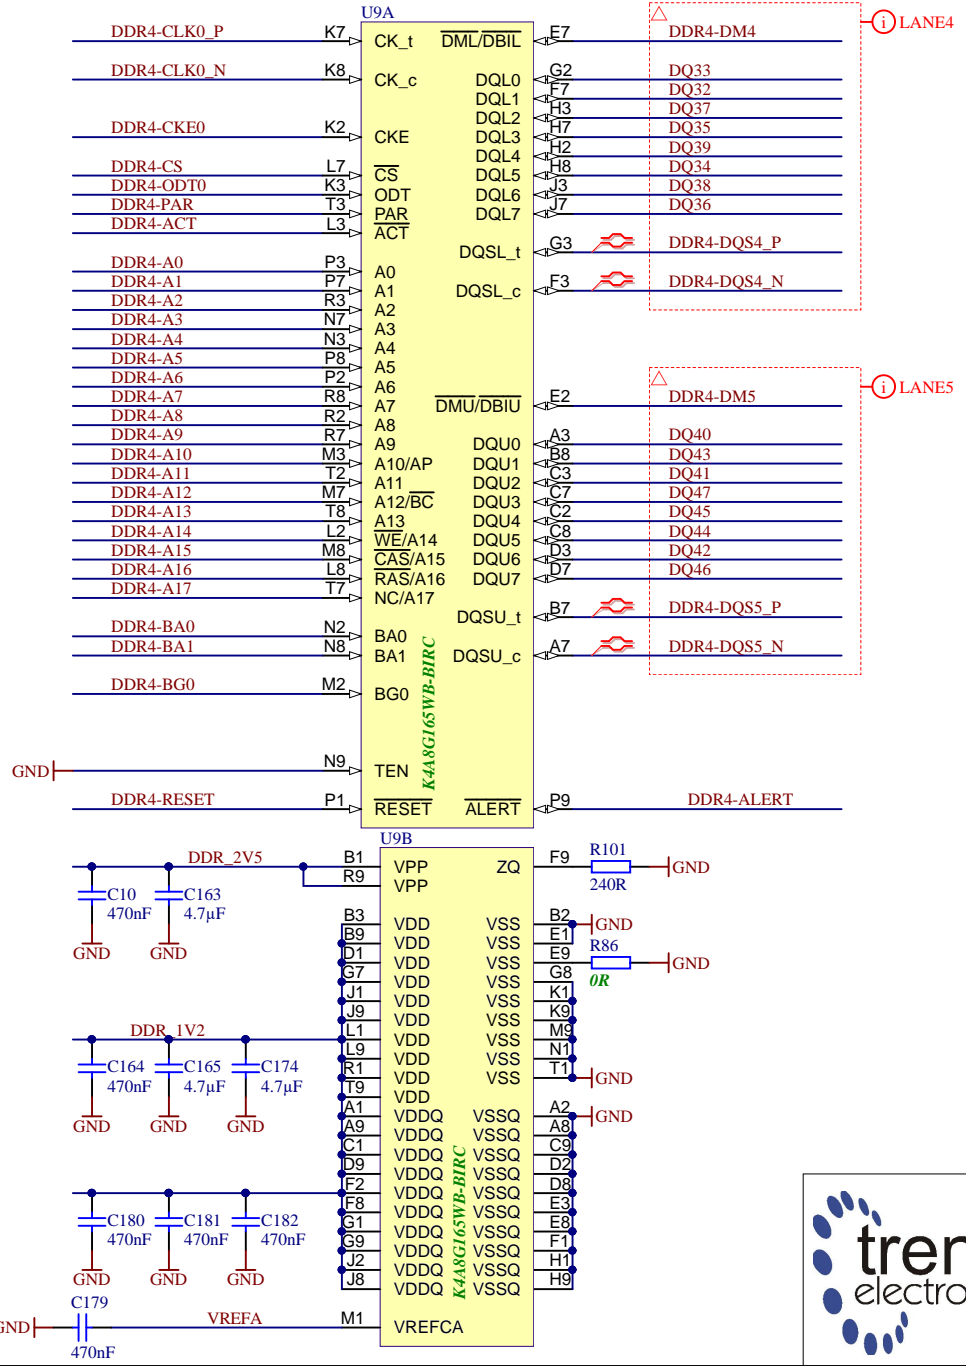 U9A
DDR4-CLK0_P K7 CK_t DML/DBIL E7 DDR4-DM4
LANE4
DDR4-CLK0_N K8 CK_c DQL0 G2 DQ33
DQL1 F7 DQ32
DQL2 H3 DQ37
DDR4-CKE0 K2 CKE DQL3 H7 DQ35
DQL4 H2 DQ39
DDR4-CS L7 CS DQL5 H8 DQ34
DDR4-ODT0 K3 ODT DQL6 J3 DQ38
DDR4-PAR T3 PAR DQL7 J7 DQ36
DDR4-ACT L3 ACT
DQSL_t G3 DDR4-DQS4_P
DDR4-A0 P3 A0
DDR4-A1 P7 A1 DQSL_c F3 DDR4-DQS4_N
DDR4-A2 R3 A2
DDR4-A3 N7 A3
DDR4-A4 N3 A4
DDR4-A5 P8 A5
DDR4-A6 P2 A6
LANE5
DDR4-A7 R8 A7 DMU/DBIU E2 DDR4-DM5
DDR4-A8 R2 A8
DDR4-A9 R7 A9 DQU0 A3 DQ40
DDR4-A10 M3 A10/AP DQU1 B8 DQ43
DDR4-A11 T2 A11 DQU2 C3 DQ41
DDR4-A12 M7 A12/BC DQU3 C7 DQ47
DDR4-A13 T8 A13 DQU4 C2 DQ45
DDR4-A14 L2 WE/A14 DQU5 C8 DQ44
DDR4-A15 M8 CAS/A15 DQU6 D3 DQ42
DDR4-A16 L8 RAS/A16 DQU7 D7 DQ46
DDR4-A17 T7 NC/A17
DQSU_t B7 DDR4-DQS5_P
DDR4-BA0 N2 BA0
DDR4-BA1 N8 BA1 DQSU_c A7 DDR4-DQS5_N
DDR4-BG0 M2 BG0
K4A8G165WB-BIRC
GND N9 TEN
DDR4-RESET P1 RESET ALERT P9 DDR4-ALERT
U9B
DDR_2V5 B1 VPP ZQ F9 R101 GND
R9 VPP 240R
C10 C163
470nF 4.7µF
GND GND
B3 VDD VSS B2 GND
B9 VDD VSS E1
D1 VDD VSS E9 R86 GND
G7 VDD VSS G8 0R
J1 VDD VSS K1
J9 VDD VSS K9
DDR_1V2 L1 VDD VSS M9
L9 VDD VSS N1
R1 VDD VSS T1 GND
C164 C165 C174
470nF 4.7µF 4.7µF
GND GND GND
T9 VDD
A1 VDDQ VSSQ A2 GND
A9 VDDQ VSSQ A8
C1 VDDQ VSSQ C9
D9 VDDQ VSSQ D2
F2 VDDQ VSSQ D8
F8 VDDQ VSSQ E3
G1 VDDQ VSSQ E8
G9 VDDQ VSSQ F1
J2 VDDQ VSSQ H1
J8 VDDQ VSSQ H9
C180 C181 C182
470nF 470nF 470nF
GND GND GND
K4A8G165WB-BIRC
C179
GND VREFA M1 VREFCA
470nF
tren
electro